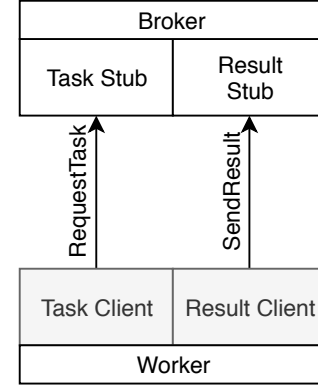 Broker
Task Stub
Result
Stub
RequestTask
SendResult
Task Client
Result Client
Worker